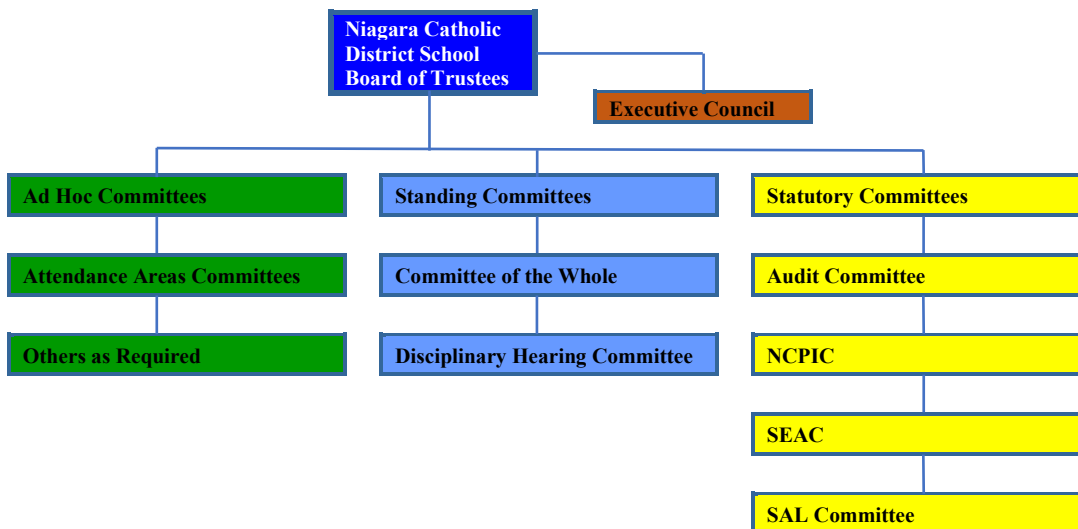 Niagara Catholic
District School
Board of Trustees
Executive Council
Ad Hoc Committees
Standing Committees
Statutory Committees
Attendance Areas Committees
Committee of the Whole
Audit Committee
Others as Required
Disciplinary Hearing Committee
NCPIC
SEAC
SAL Committee